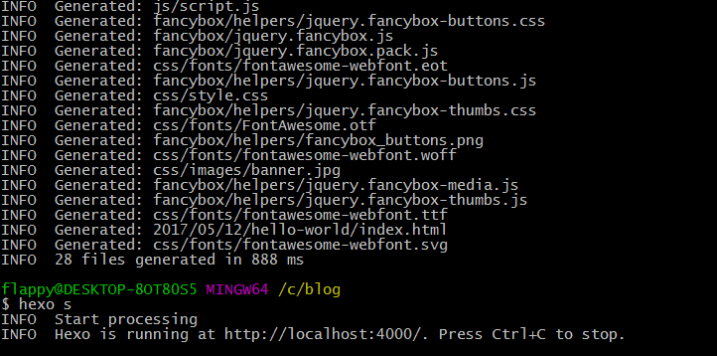 INFO  Generated: js/script.js
INFO  Generated: fancybox/helpers/jquery.fancybox-buttons.css
INFO  Generated: fancybox/jquery.fancybox.js
INFO  Generated: fancybox/jquery.fancybox.pack.js
INFO  Generated: css/fonts/fontawesome-webfont.eot
INFO  Generated: fancybox/helpers/jquery.fancybox-buttons.js
INFO  Generated: css/style.css
INFO  Generated: fancybox/helpers/jquery.fancybox-thumbs.css
INFO  Generated: css/fonts/FontAwesome.otf
INFO  Generated: fancybox/helpers/fancybox_buttons.png
INFO  Generated: css/fonts/fontawesome-webfont.woff
INFO  Generated: css/images/banner.jpg
INFO  Generated: fancybox/helpers/jquery.fancybox-media.js
INFO  Generated: fancybox/helpers/jquery.fancybox-thumbs.js
INFO  Generated: css/fonts/fontawesome-webfont.ttf
INFO  Generated: 2017/05/12/hello-world/index.html
INFO  Generated: css/fonts/fontawesome-webfont.svg
INFO  28 files generated in 888 ms
flappy@DESKTOP-8OT80S5 MINGW64 /c/blog
$ hexo s
INFO  Start processing
INFO  Hexo is running at http://localhost:4000/. Press Ctrl+C to stop.